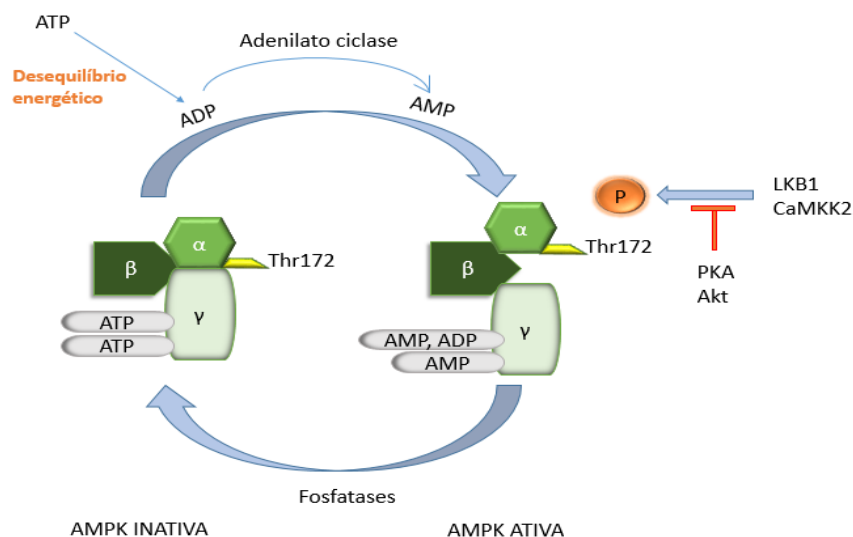 ATP
Adenilato ciclase
Desequilíbrio
energético
ADP
AMP
P
LKB1
CaMKK2
α
β
Thr172
γ
ATP
ATP
α
β
Thr172
γ
AMP, ADP
AMP
PKA
Akt
Fosfatases
AMPK INATIVA
AMPK ATIVA